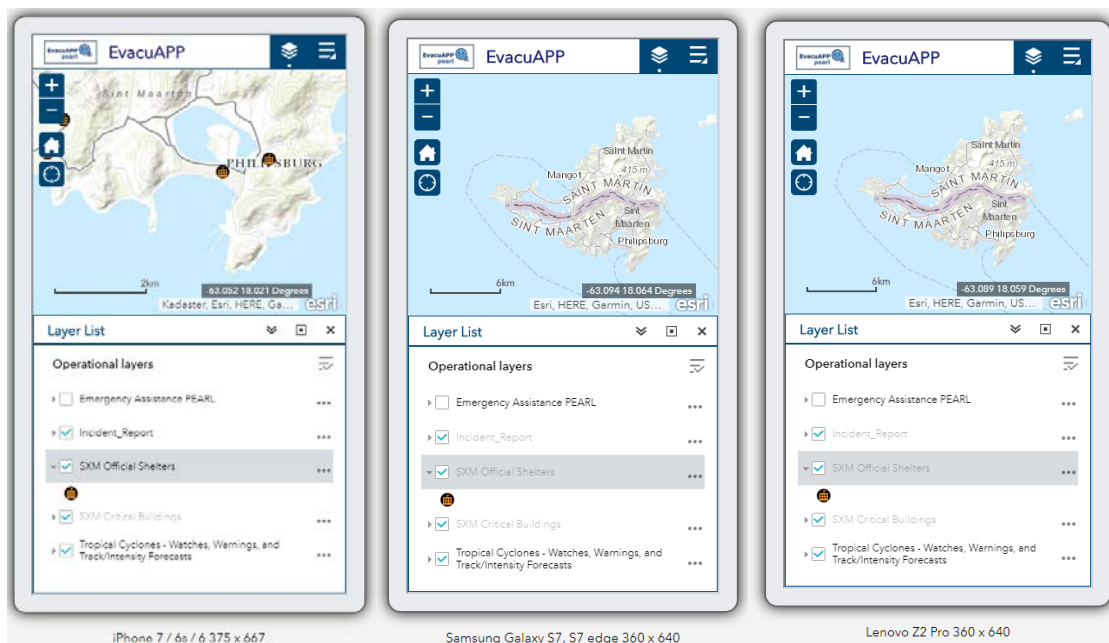 EvacuAPP
pearl
EvacuAPP
Sint Maarten
PHILIPSBURG
2km
-63.052 18.021 Degrees
Kadaster, Esri, HERE, Ga...
esri
Layer List
Operational layers
Emergency Assistance PEARL
Incident_Report
SXM Official Shelters
SXM Critical Buildings
Tropical Cyclones - Watches, Warnings, and
Track/Intensity Forecasts
iPhone 7 / 6s / 6 375 x 667
EvacuAPP
pearl
EvacuAPP
Saint Martin
415 m
Marigot
SAINT MARTIN
SINT MAARTEN
Sint
Maarten
Philipsburg
6km
-63.094 18.064 Degrees
Esri, HERE, Garmin, US...
esri
Layer List
Operational layers
Emergency Assistance PEARL
Incident_Report
SXM Official Shelters
SXM Critical Buildings
Tropical Cyclones - Watches, Warnings, and
Track/Intensity Forecasts
Samsung Galaxy S7, S7 edge 360 x 640
EvacuAPP
pearl
EvacuAPP
Saint Martin
415 m
Marigot
SAINT MARTIN
SINT MAARTEN
Sint
Maarten
Philipsburg
6km
-63.089 18.059 Degrees
Esri, HERE, Garmin, US...
esri
Layer List
Operational layers
Emergency Assistance PEARL
Incident_Report
SXM Official Shelters
SXM Critical Buildings
Tropical Cyclones - Watches, Warnings, and
Track/Intensity Forecasts
Lenovo Z2 Pro 360 x 640